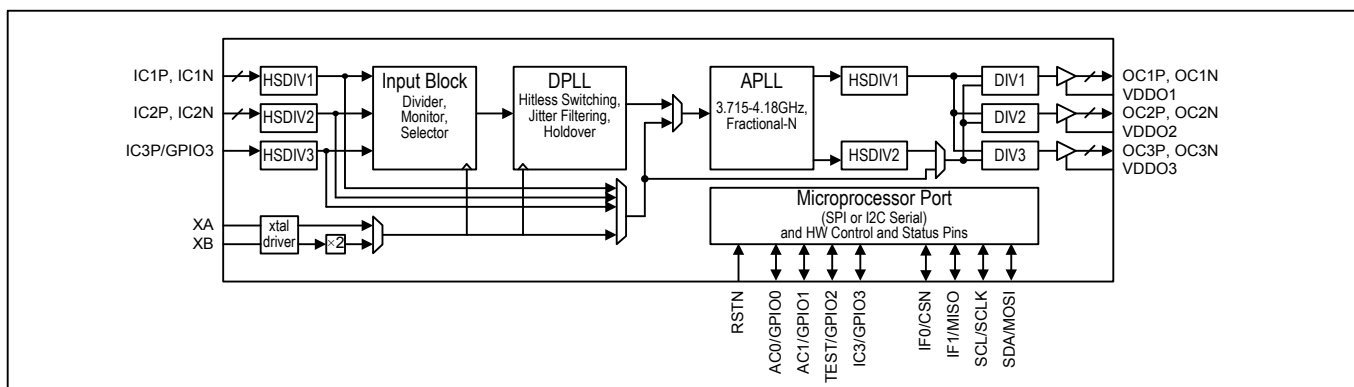 IC1P, IC1N
HSDIV1
IC2P, IC2N
HSDIV2
IC3P/GPIO3
HSDIV3
XA
XB
xtal
driver
×2
Input Block
Divider,
Monitor,
Selector
DPLL
Hitless Switching,
Jitter Filtering,
Holdover
APLL
3.715-4.18GHz,
Fractional-N
HSDIV1
HSDIV2
DIV1
DIV2
DIV3
OC1P, OC1N
VDDO1
OC2P, OC2N
VDDO2
OC3P, OC3N
VDDO3
Microprocessor Port
(SPI or I2C Serial)
and HW Control and Status Pins
RSTN
AC0/GPIO0
AC1/GPIO1
TEST/GPIO2
IC3/GPIO3
IF0/CSN
IF1/MISO
SCL/SCLK
SDA/MOSI